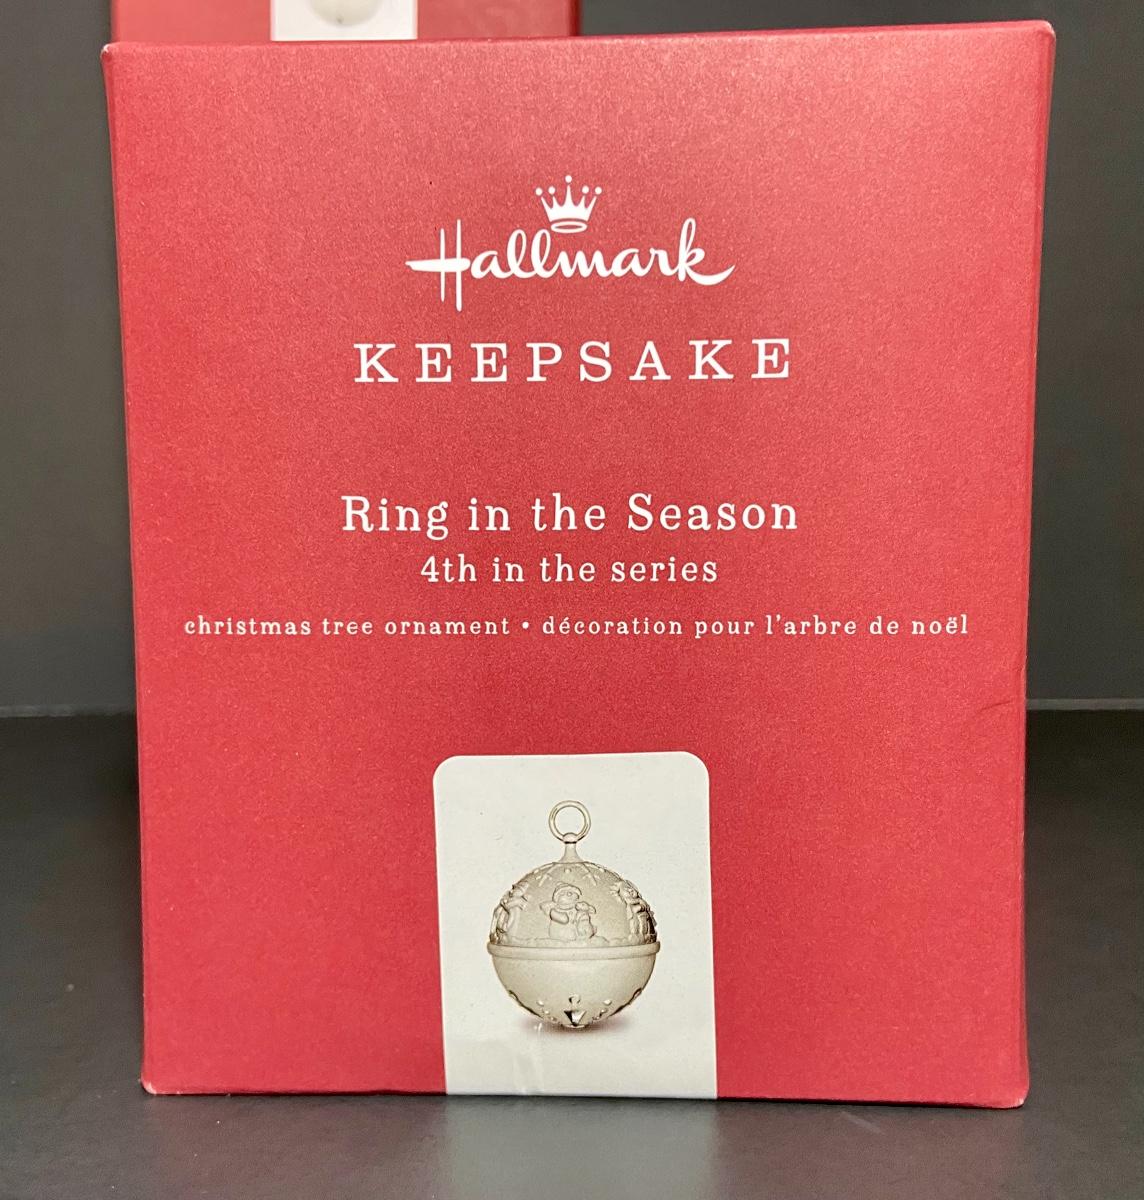 Hallmark
KEEPSAKE
Ring in the Season
4th in the series
christmas tree ornament • décoration pour l'arbre de noël